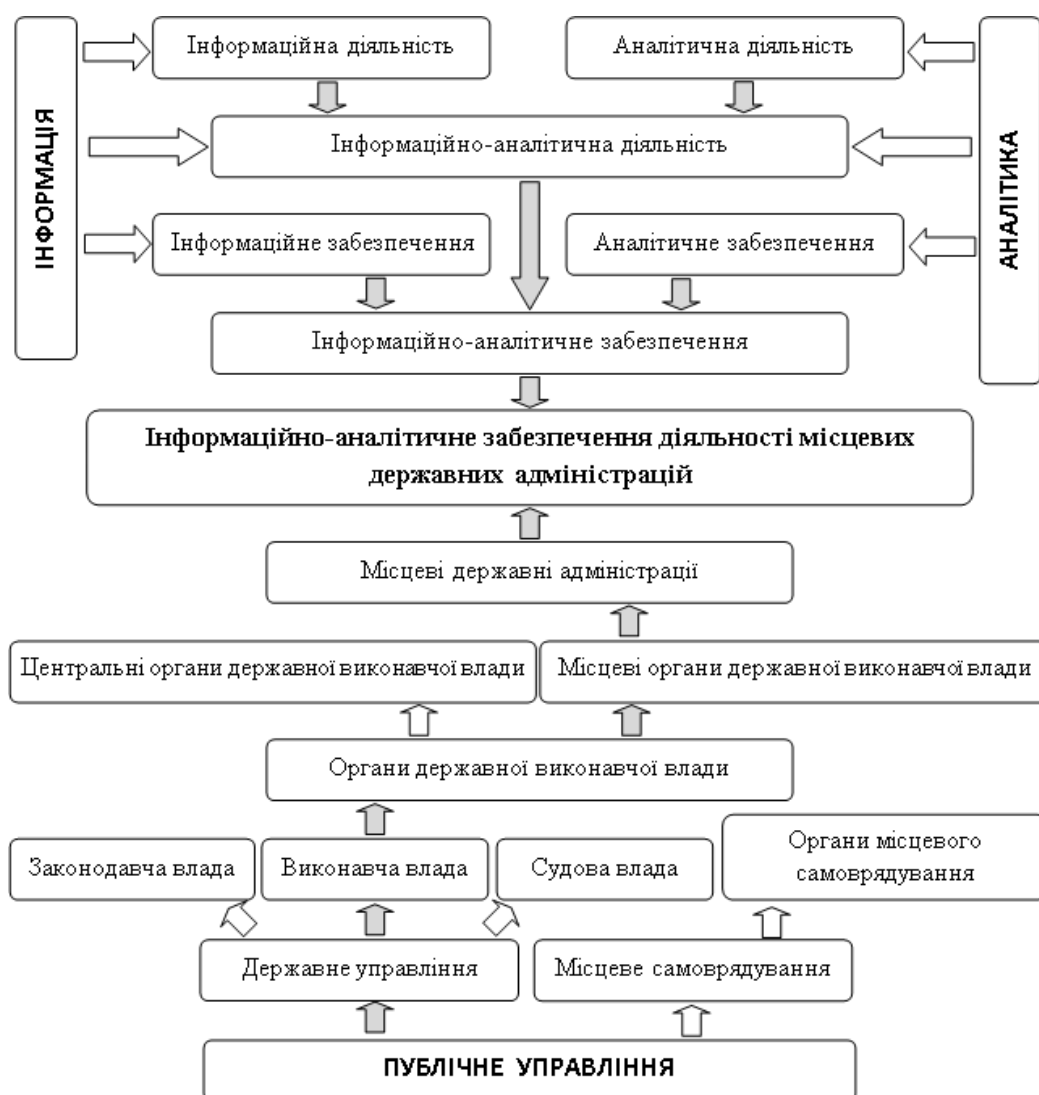 ІНФОРМАЦІЯ
АНАЛІТИКА
Інформаційна діяльність
Аналітична діяльність
Інформаційно-аналітична діяльність
Інформаційне забезпечення
Аналітичне забезпечення
Інформаційно-аналітичне забезпечення
Інформаційно-аналітичне забезпечення діяльності місцевих
державних адміністрацій
Місцеві державні адміністрації
Центральні органи державної виконавчої влади
Місцеві органи державної виконавчої влади
Органи державної виконавчої влади
Законодавча влада
Виконавча влада
Судова влада
Органи місцевого
самоврядування
Державне управління
Місцеве самоврядування
ПУБЛІЧНЕ УПРАВЛІННЯ